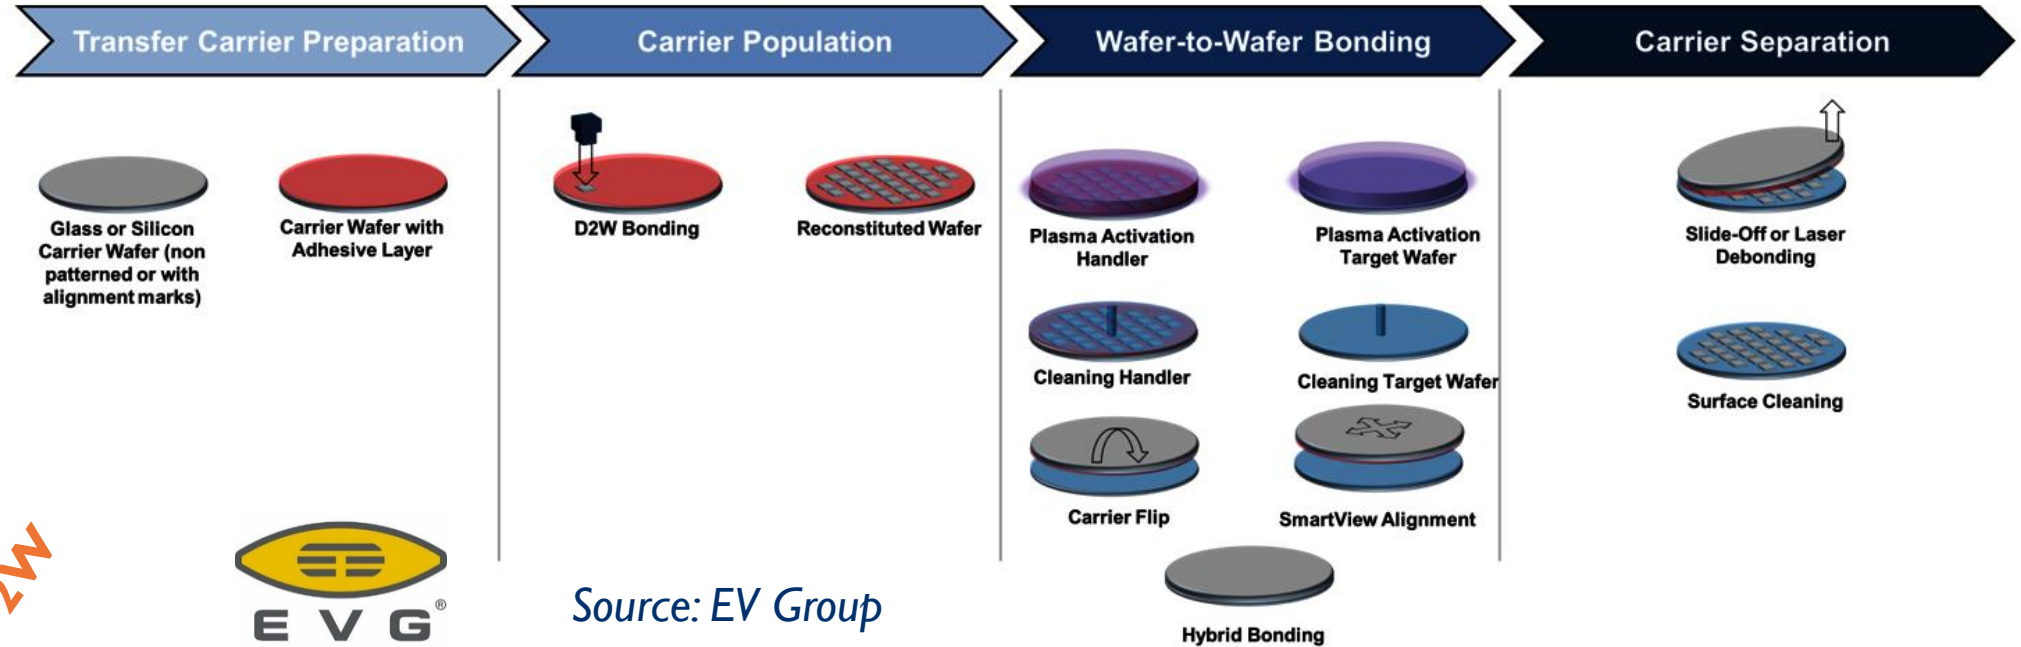 Transfer Carrier Preparation
Carrier Population
Wafer-to-Wafer Bonding
Carrier Separation
Glass or Silicon
Carrier Wafer (non
patterned or with
alignment marks)
Carrier Wafer with
Adhesive Layer
D2W Bonding
Reconstituted Wafer
Plasma Activation
Handler
Plasma Activation
Target Wafer
Cleaning Handler
Cleaning Target Wafer
Carrier Flip
SmartView Alignment
Hybrid Bonding
Slide-Off or Laser
Debonding
Surface Cleaning
2W
EVG®
Source: EV Group